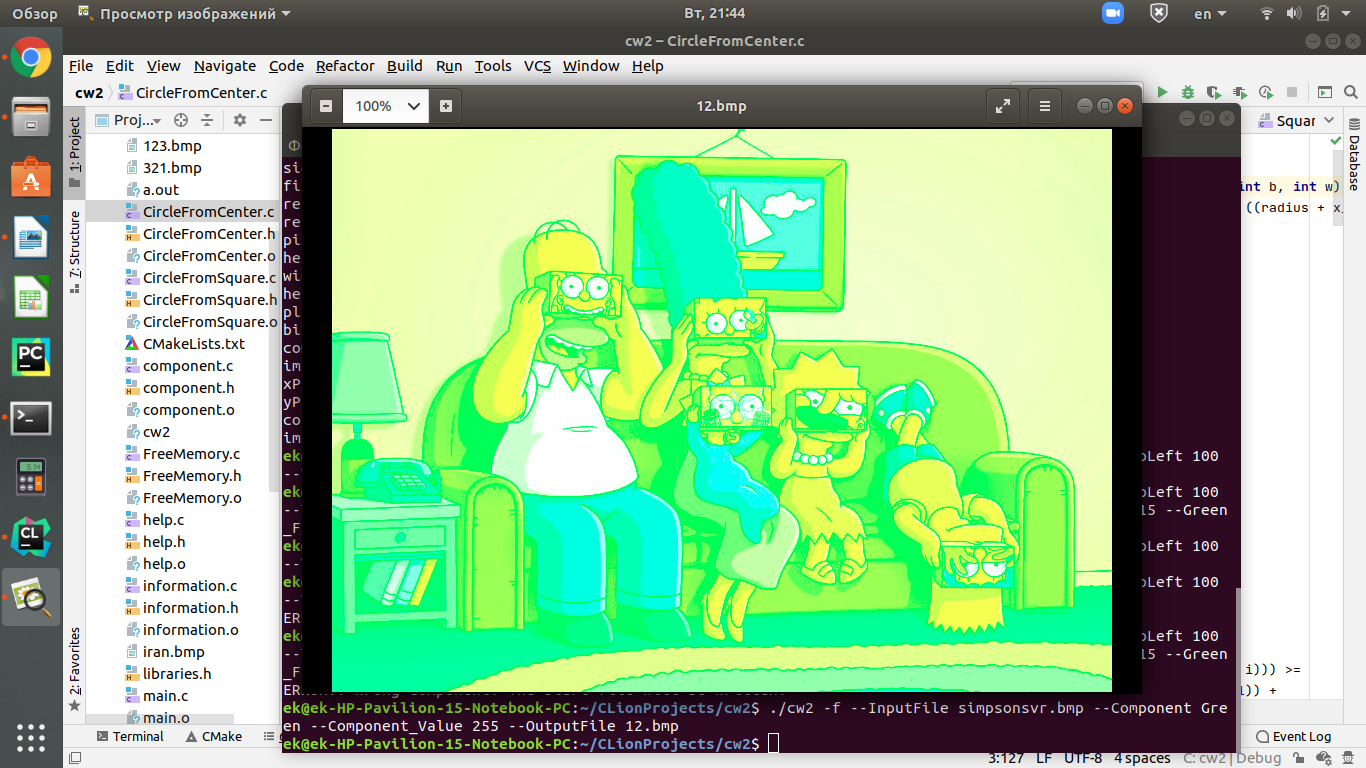 Обзор Просмотр изображений Вт, 21:44 en
cw2 – CircleFromCenter.c
File Edit View Navigate Code Refactor Build Run Tools VCS Window Help
cw2 CircleFromCenter.c
100% 12.bmp
1: Project
Proj...
Squar
Database
123.bmp
321.bmp
a.out
CircleFromCenter.c
CircleFromCenter.h
CircleFromCenter.o
CircleFromSquare.c
CircleFromSquare.h
CircleFromSquare.o
CMakeLists.txt
component.c
component.h
component.o
cw2
FreeMemory.c
FreeMemory.h
FreeMemory.o
help.c
help.h
help.o
information.c
information.h
information.o
iran.bmp
libraries.h
main.c
main.o
7: Structure
2: Favorites
int b, int w)
((radius + x
i))) >=
)) +
oLeft 100
oLeft 100
15 --Green
oLeft 100
oLeft 100
oLeft 100
15 --Green
ek@ek-HP-Pavilion-15-Notebook-PC:~/CLionProjects/cw2$ ./cw2 -f --InputFile simpsonsvr.bmp --Component Gre
en --Component_Value 255 --OutputFile 12.bmp
ek@ek-HP-Pavilion-15-Notebook-PC:~/CLionProjects/cw2$
Terminal CMake Event Log
3:127 LF UTF-8 4 spaces C: cw2 | Debug